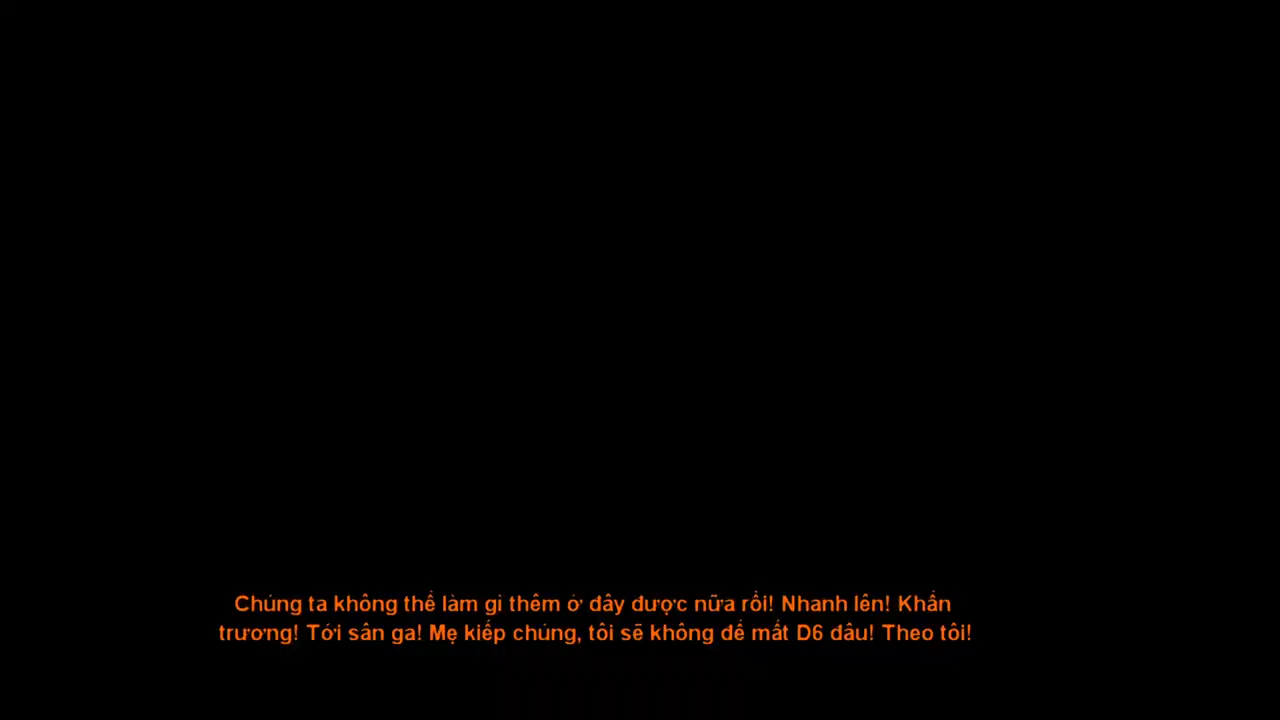 Chúng ta không thể làm gì thêm ở đây được nữa rồi! Nhanh lên! Khẩn
trương! Tới sân ga! Mẹ kiếp chúng, tôi sẽ không để mất D6 đâu! Theo tôi!